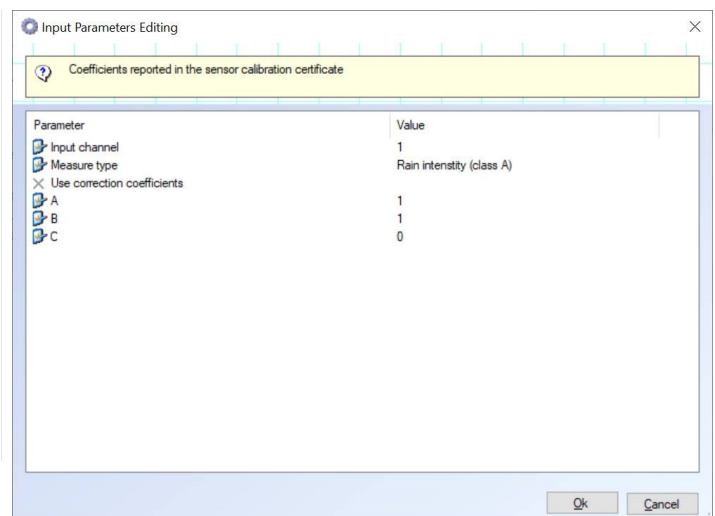 Input Parameters Editing
Coefficients reported in the sensor calibration certificate
Parameter Value
Input channel 1
Measure type Rain intenstity (class A)
Use correction coefficients
A 1
B 1
C 0
Ok Cancel